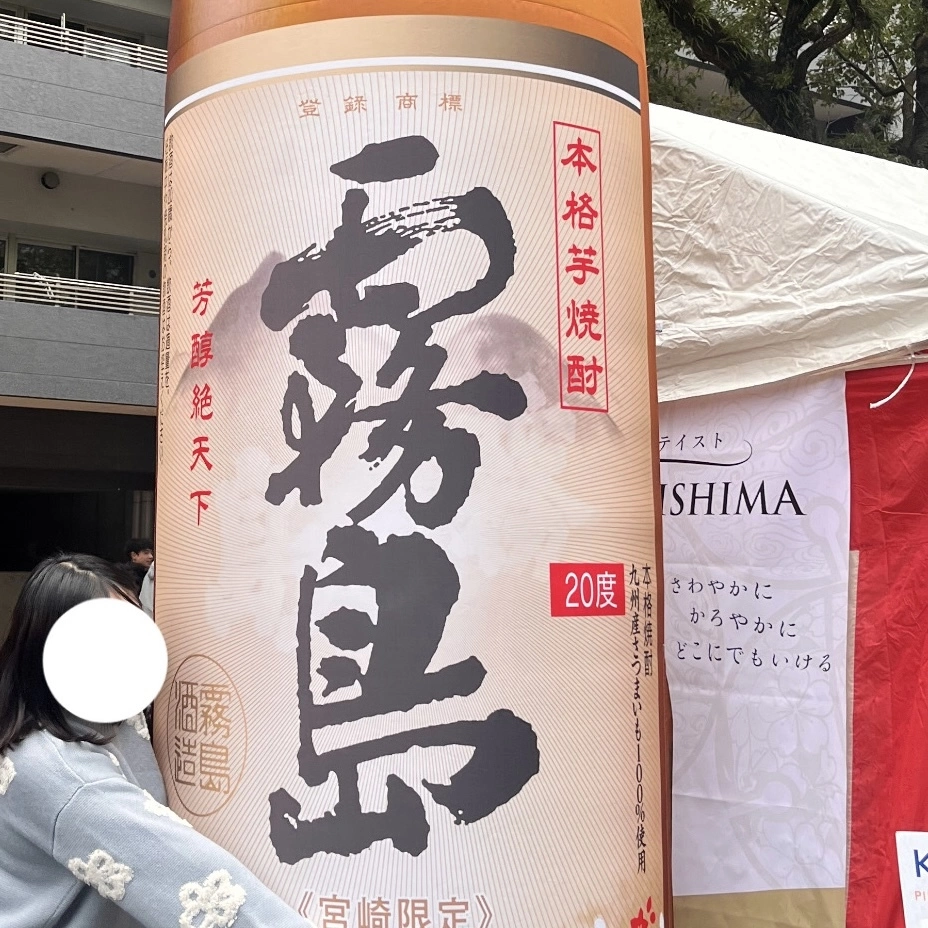 登録商標
本格芋焼酎
霧島
芳醇絶天下
20度
本格焼酎
九州産さつまいも100%使用
霧島
酒造
《宮崎限定》
テイスト
ISHIMA
さわやかに
かろやかに
どこにでもいける
K